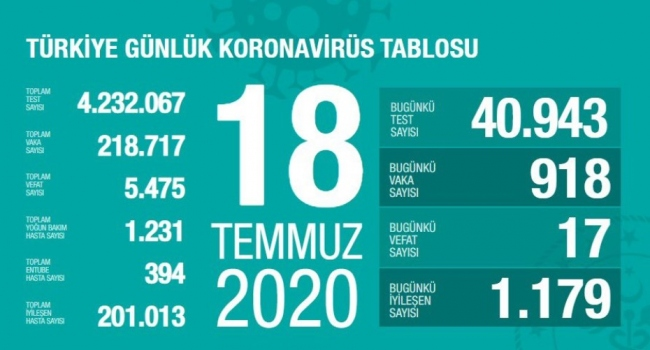 TÜRKİYE GÜNLÜK KORONAVİRÜS TABLOSU
TOPLAM
TEST
SAYISI
4.232.067
TOPLAM
VAKA
SAYISI
218.717
TOPLAM
VEFAT
SAYISI
5.475
TOPLAM
YOĞUN BAKIM
HASTA SAYISI
1.231
TOPLAM
ENTUBE
HASTA SAYISI
394
TOPLAM
İYİLEŞEN
HASTA SAYISI
201.013
18
TEMMUZ
2020
BUGÜNKÜ
TEST
SAYISI
40.943
BUGÜNKÜ
VAKA
SAYISI
918
BUGÜNKÜ
VEFAT
SAYISI
17
BUGÜNKÜ
İYİLEŞEN
SAYISI
1.179